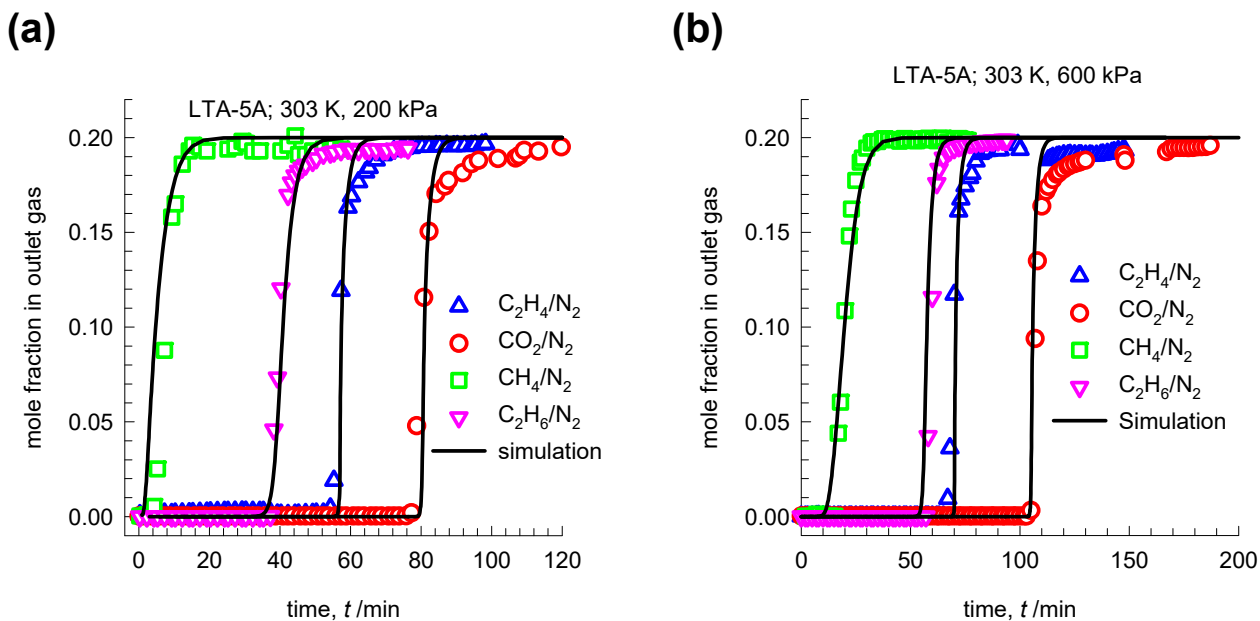 (a)
LTA-5A; 303 K, 200 kPa
mole fraction in outlet gas
0.20
0.15
0.10
0.05
0.00
C₂H₄/N₂
CO₂/N₂
CH₄/N₂
C₂H₆/N₂
simulation
0 20 40 60 80 100 120
time, t /min
(b)
LTA-5A; 303 K, 600 kPa
mole fraction in outlet gas
0.20
0.15
0.10
0.05
0.00
C₂H₄/N₂
CO₂/N₂
CH₄/N₂
C₂H₆/N₂
Simulation
0 50 100 150 200
time, t /min